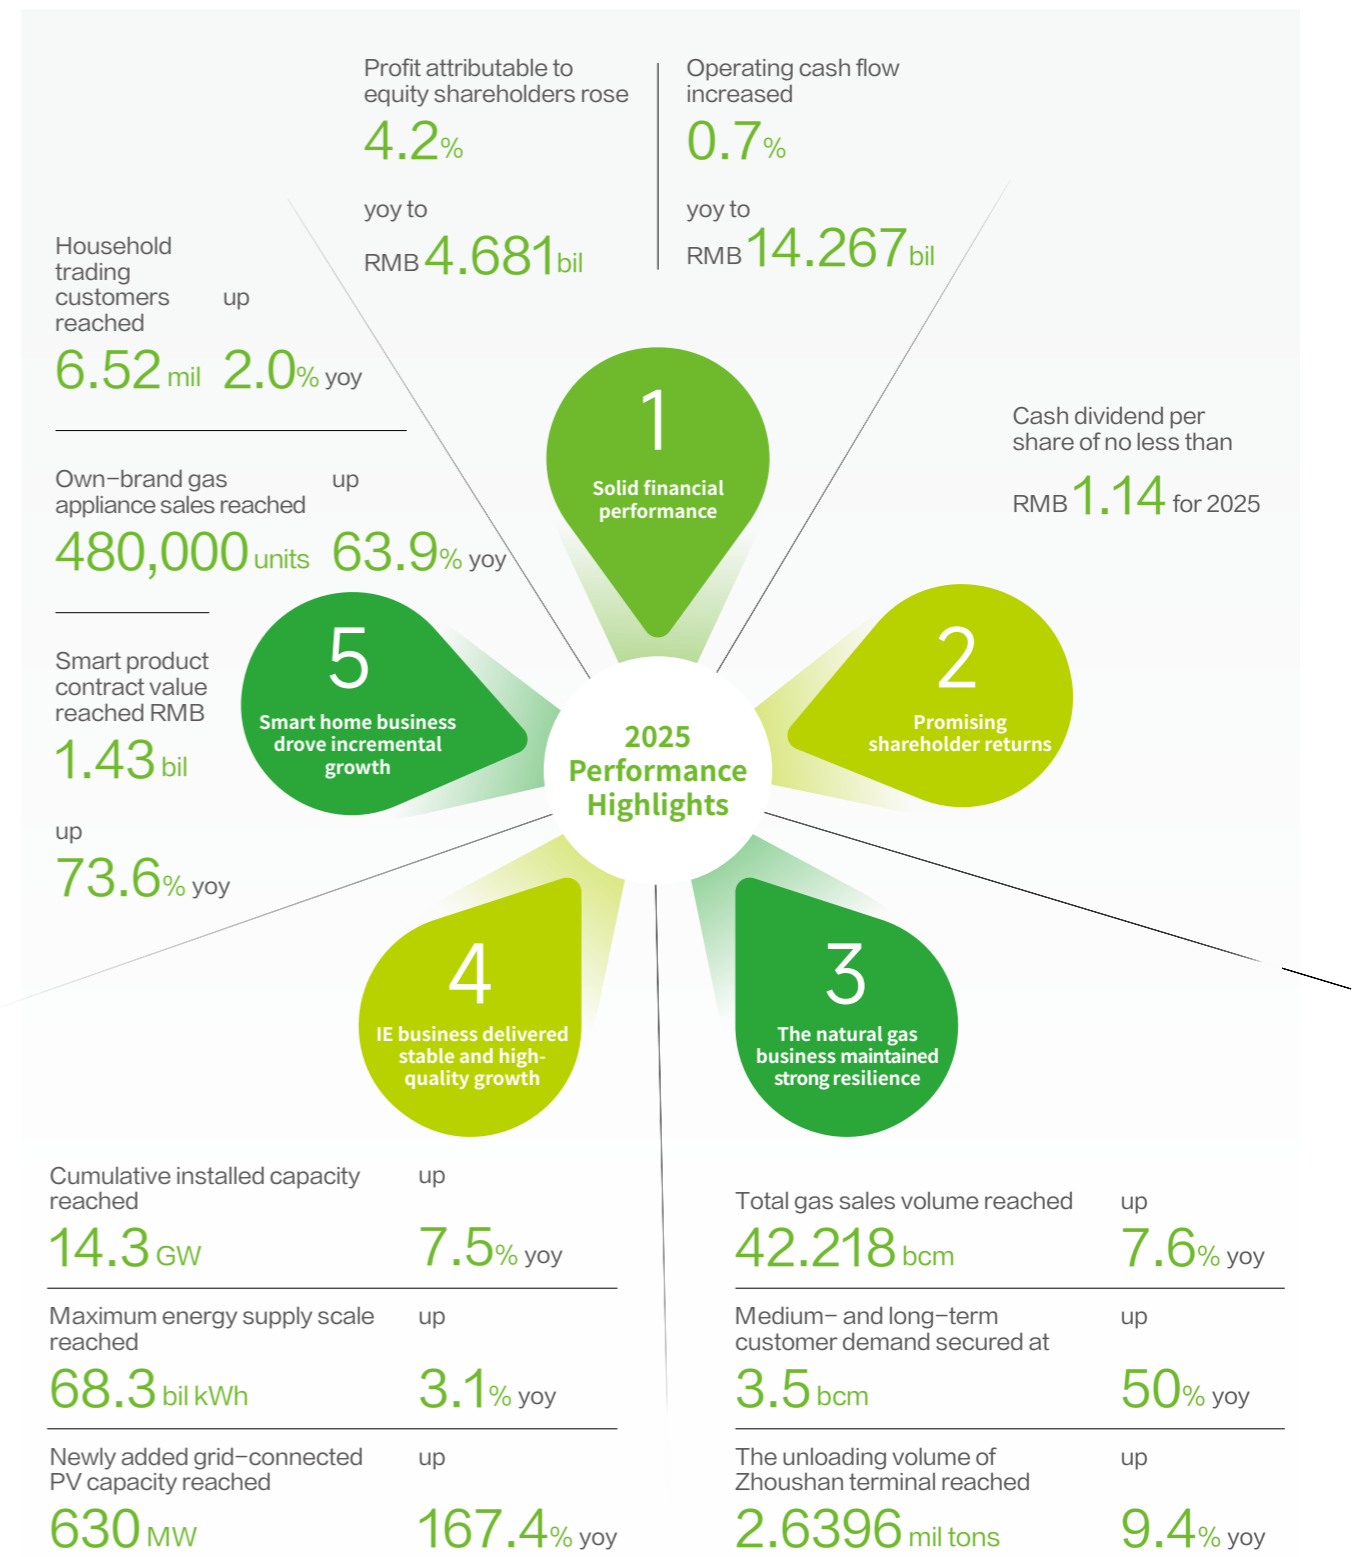 Profit attributable to
equity shareholders rose
4.2%
yoy to
RMB 4.681 bil
Operating cash flow
increased
0.7%
yoy to
RMB 14.267 bil
1
Solid financial
performance
Cash dividend per
share of no less than
RMB 1.14 for 2025
2
Promising
shareholder returns
2025
Performance
Highlights
Household
trading
customers
reached
6.52 mil
up
2.0% yoy
Own-brand gas
appliance sales reached
480,000 units
up
63.9% yoy
Smart product
contract value
reached RMB
1.43 bil
up
73.6% yoy
5
Smart home business
drove incremental
growth
4
IE business delivered
stable and high-
quality growth
Cumulative installed capacity
reached
14.3 GW
up
7.5% yoy
Maximum energy supply scale
reached
68.3 bil kWh
up
3.1% yoy
Newly added grid-connected
PV capacity reached
630 MW
up
167.4% yoy
3
The natural gas
business maintained
strong resilience
Total gas sales volume reached
42.218 bcm
up
7.6% yoy
Medium- and long-term
customer demand secured at
3.5 bcm
up
50% yoy
The unloading volume of
Zhoushan terminal reached
2.6396 mil tons
up
9.4% yoy